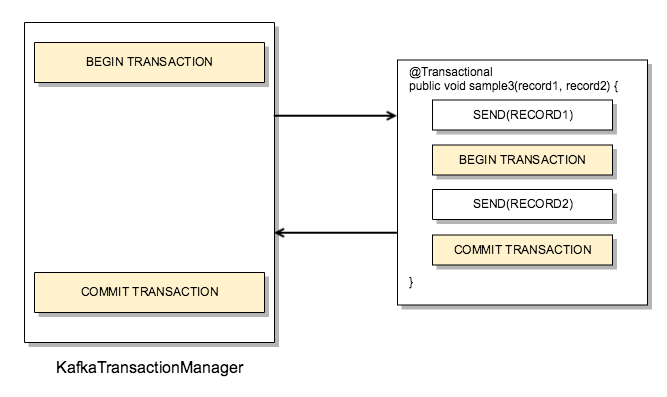 BEGIN TRANSACTION
COMMIT TRANSACTION
KafkaTransactionManager
@Transactional
public void sample3(record1, record2) {
SEND(RECORD1)
BEGIN TRANSACTION
SEND(RECORD2)
COMMIT TRANSACTION
}